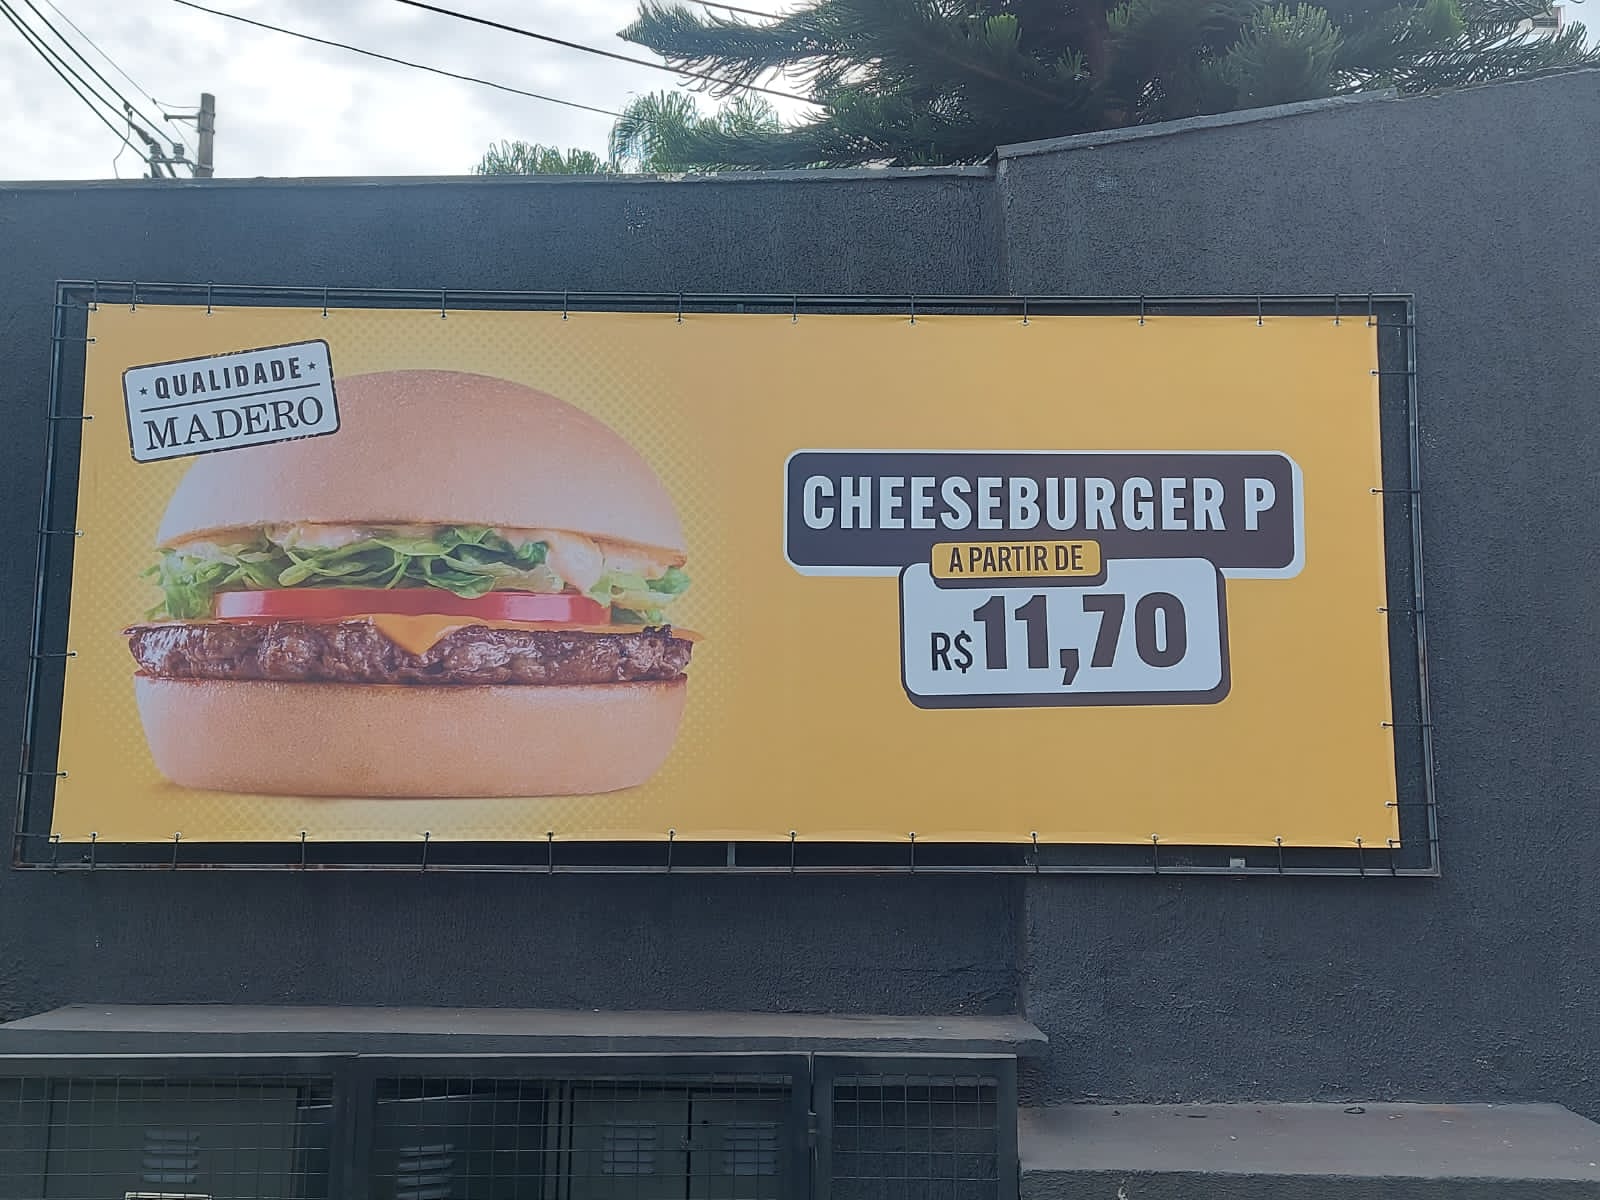 QUALIDADE
MADERO
CHEESEBURGER P
A PARTIR DE
R$11,70